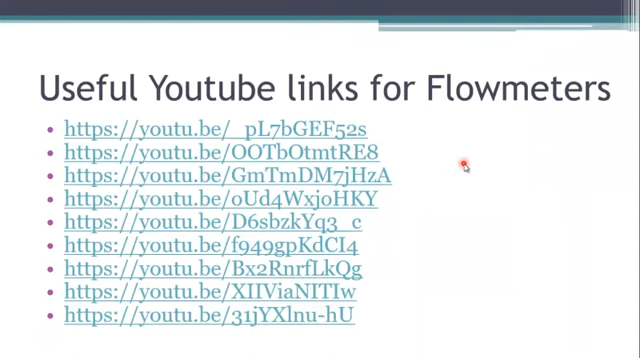 Useful Youtube links for Flowmeters
• https://youtu.be/_pL7bGEF52s
• https://youtu.be/OOTbOtmtRE8
• https://youtu.be/GmTmDM7jHzA
• https://youtu.be/oUd4WxjoHKY
• https://youtu.be/D6sbzkYq3_c
• https://youtu.be/f949gpKdCI4
• https://youtu.be/Bx2RnrfLkQg
• https://youtu.be/XIIViaNITIw
• https://youtu.be/31jYXlnu-hU